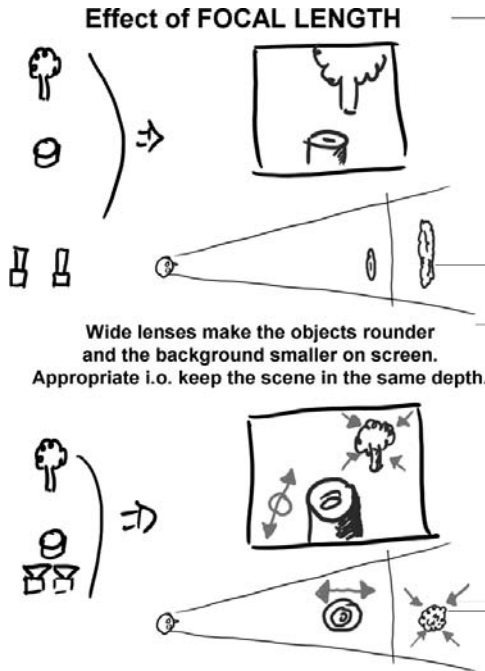 Effect of FOCAL LENGTH
Wide lenses make the objects rounder
and the background smaller on screen.
Appropriate i.o. keep the scene in the same depth.